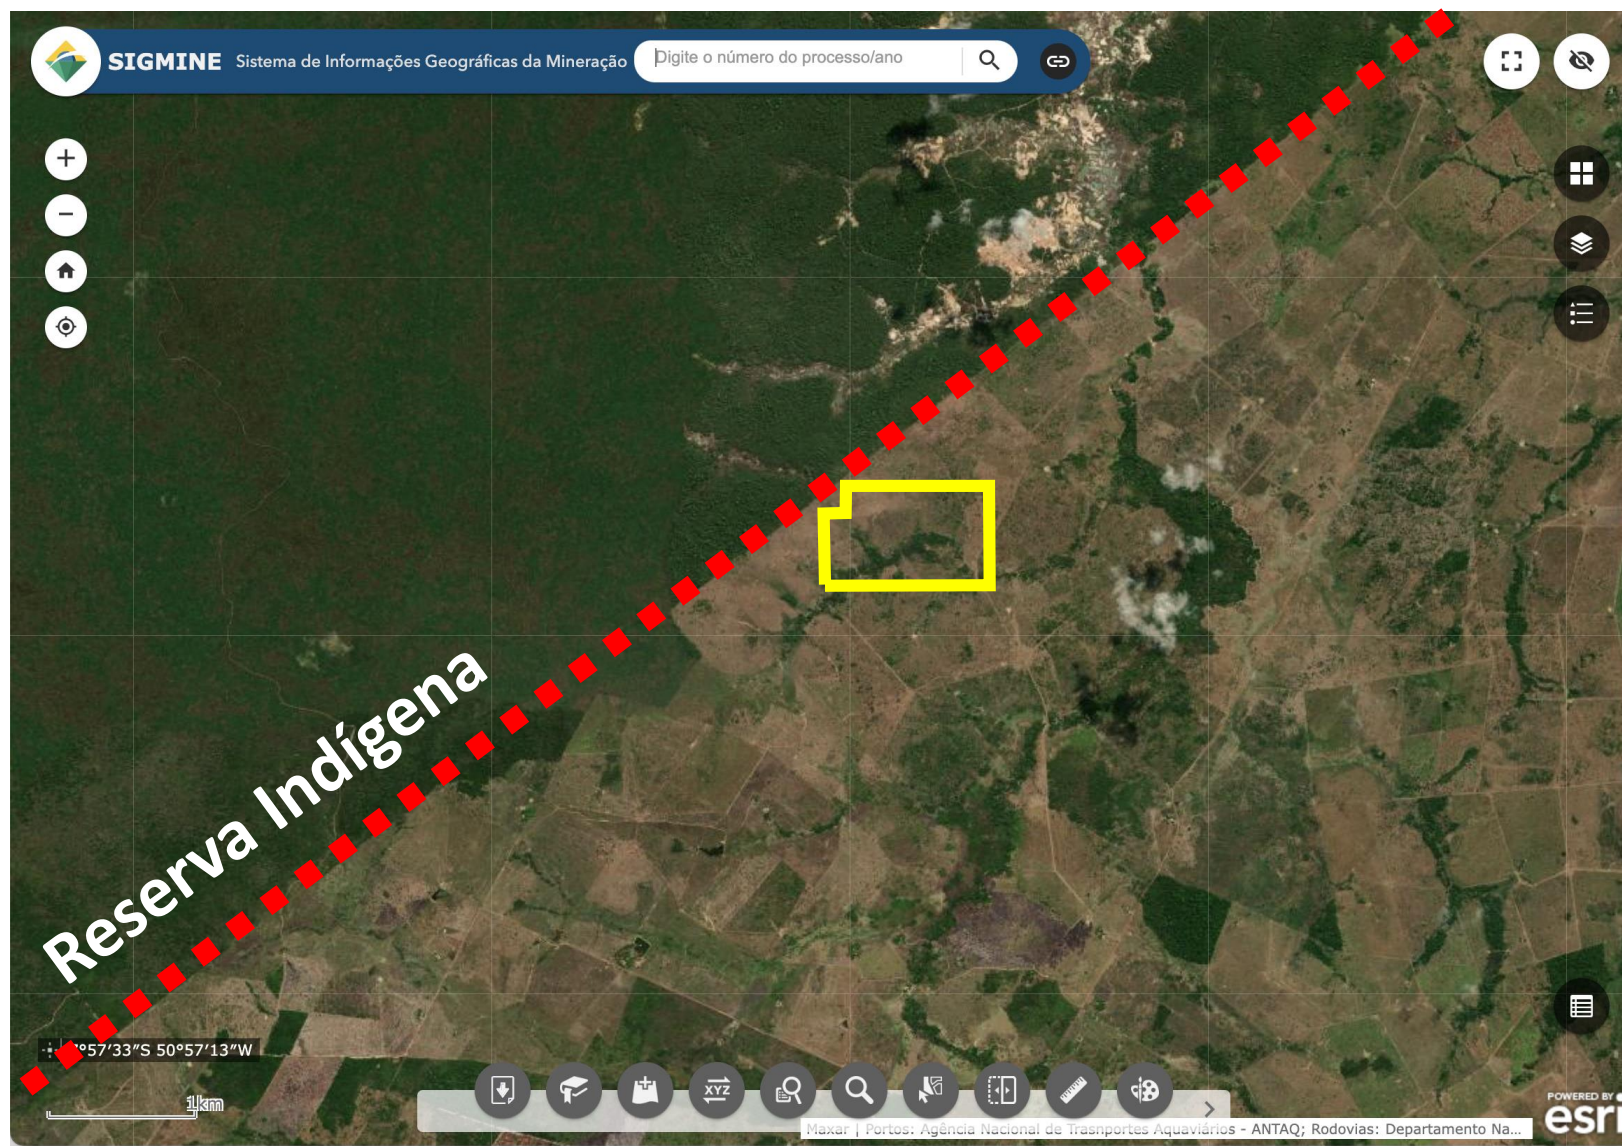 SIGMINE Sistema de Informações Geográficas da Mineração Digite o número do processo/ano
Reserva Indígena
°57'33"S 50°57'13"W
1km
XYZ
Maxar | Portos: Agência Nacional de Trasnportes Aquaviários - ANTAQ; Rodovias: Departamento Na...
POWERED BY
esri